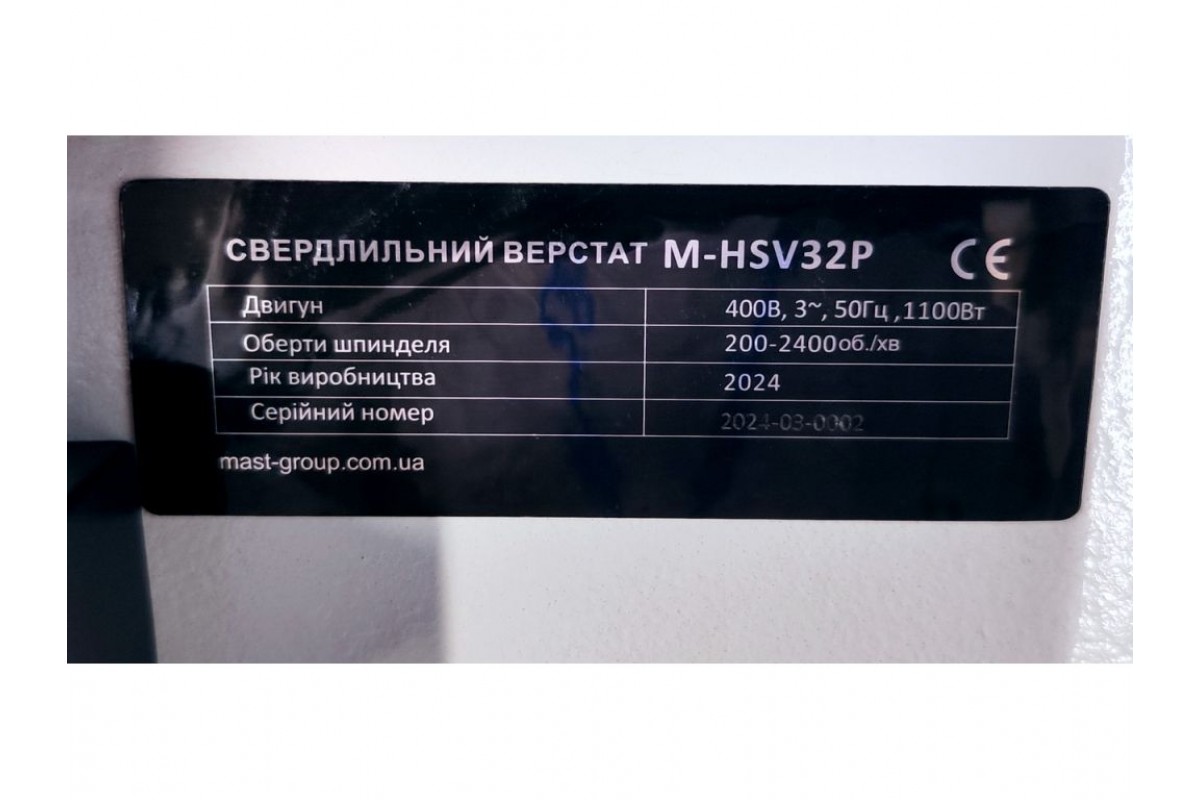 СВЕРДЛИЛЬНИЙ ВЕРСТАТ M-HSV32P CE
Двигун 400В, 3~, 50Гц ,1100Вт
Оберти шпинделя 200-2400об./хв
Рік виробництва 2024
Серійний номер 2024-03-0002
mast-group.com.ua